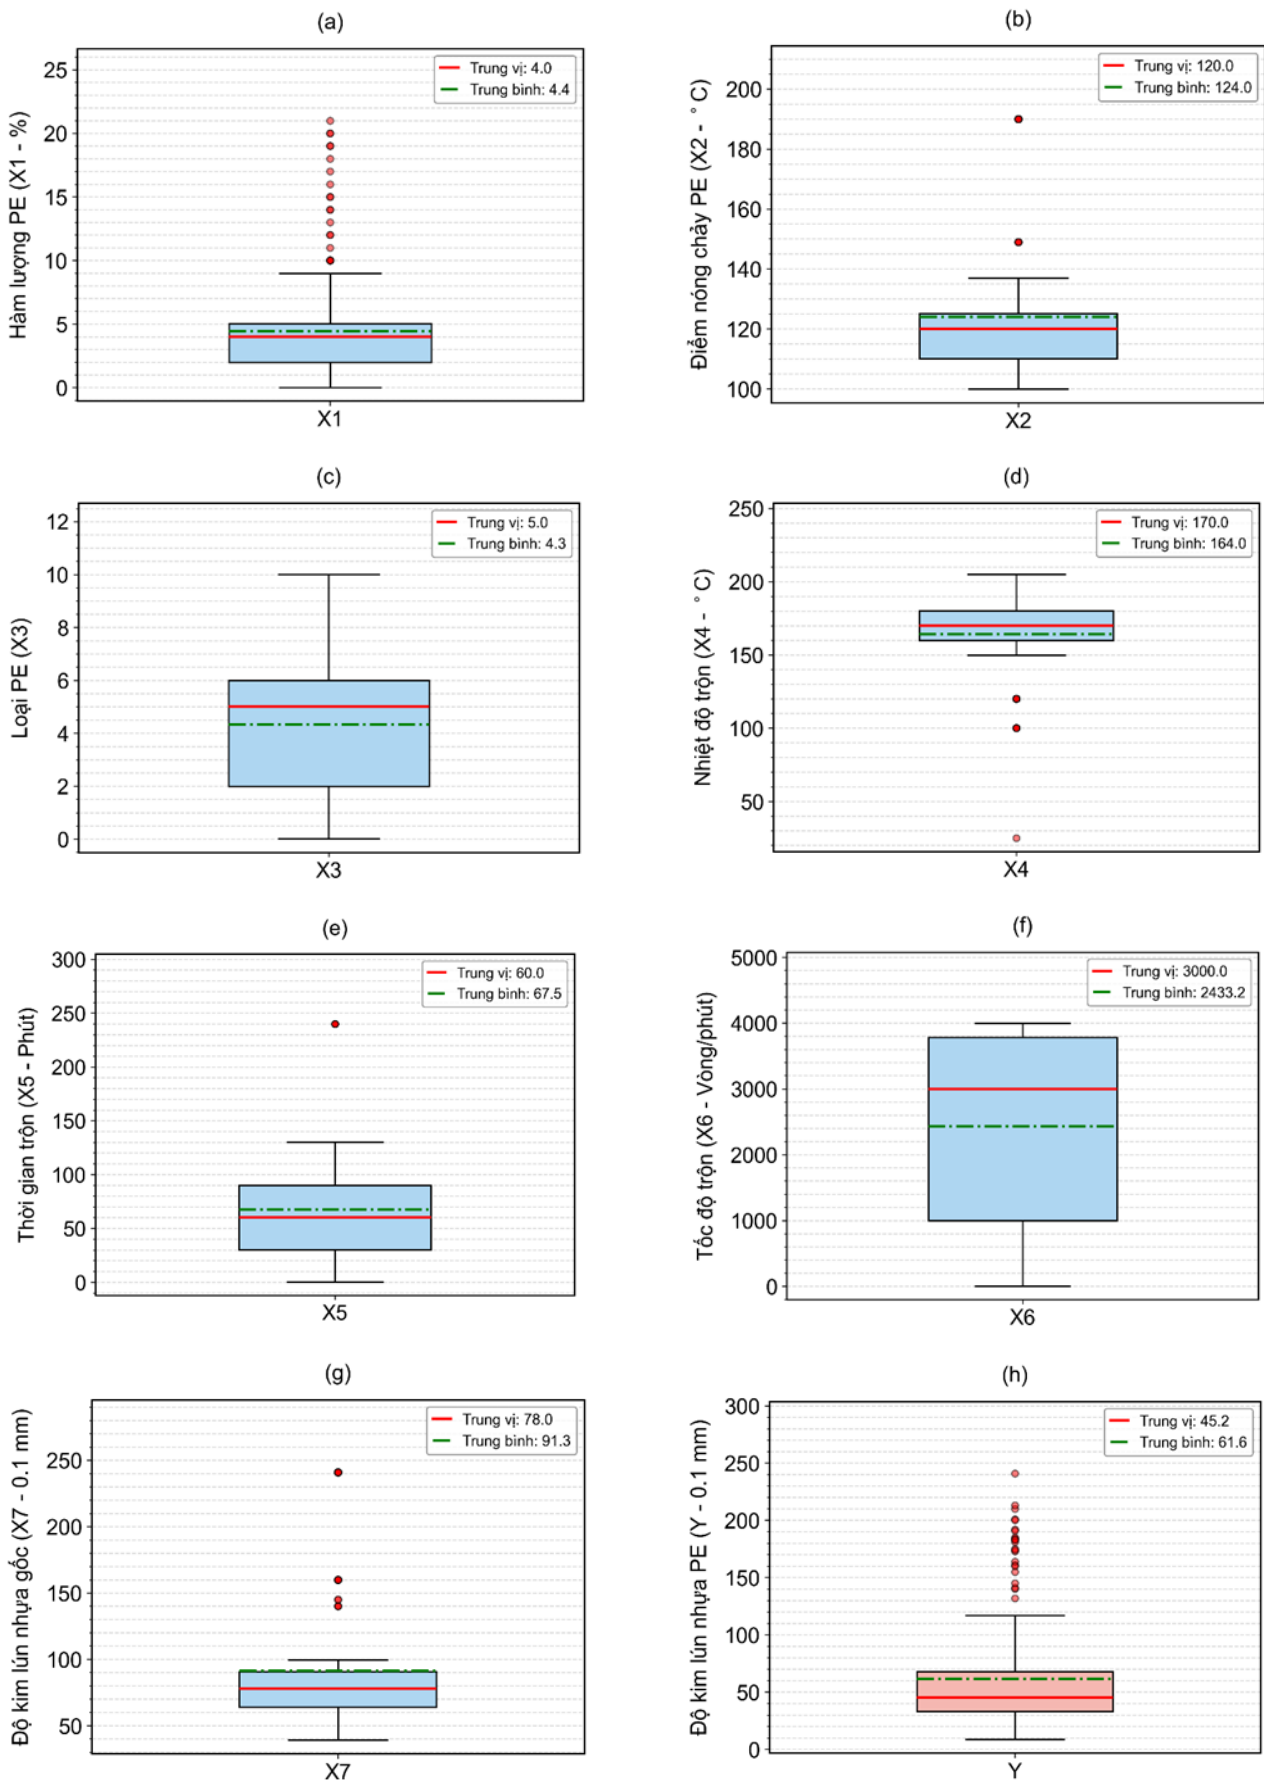 (a)
Hàm lượng PE (X1 - %)
25
20
15
10
5
0
Trung vị: 4.0
Trung bình: 4.4
X1
(b)
Điểm nóng chảy PE (X2 - °C)
200
180
160
140
120
100
Trung vị: 120.0
Trung bình: 124.0
X2
(c)
Loại PE (X3)
12
10
8
6
4
2
0
Trung vị: 5.0
Trung bình: 4.3
X3
(d)
Nhiệt độ trộn (X4 - °C)
250
200
150
100
50
Trung vị: 170.0
Trung bình: 164.0
X4
(e)
Thời gian trộn (X5 - Phút)
300
250
200
150
100
50
0
Trung vị: 60.0
Trung bình: 67.5
X5
(f)
Tốc độ trộn (X6 - Vòng/phút)
5000
4000
3000
2000
1000
0
Trung vị: 3000.0
Trung bình: 2433.2
X6
(g)
Độ kim lún nhựa gốc (X7 - 0.1 mm)
250
200
150
100
50
Trung vị: 78.0
Trung bình: 91.3
X7
(h)
Độ kim lún nhựa PE (Y - 0.1 mm)
300
250
200
150
100
50
0
Trung vị: 45.2
Trung bình: 61.6
Y